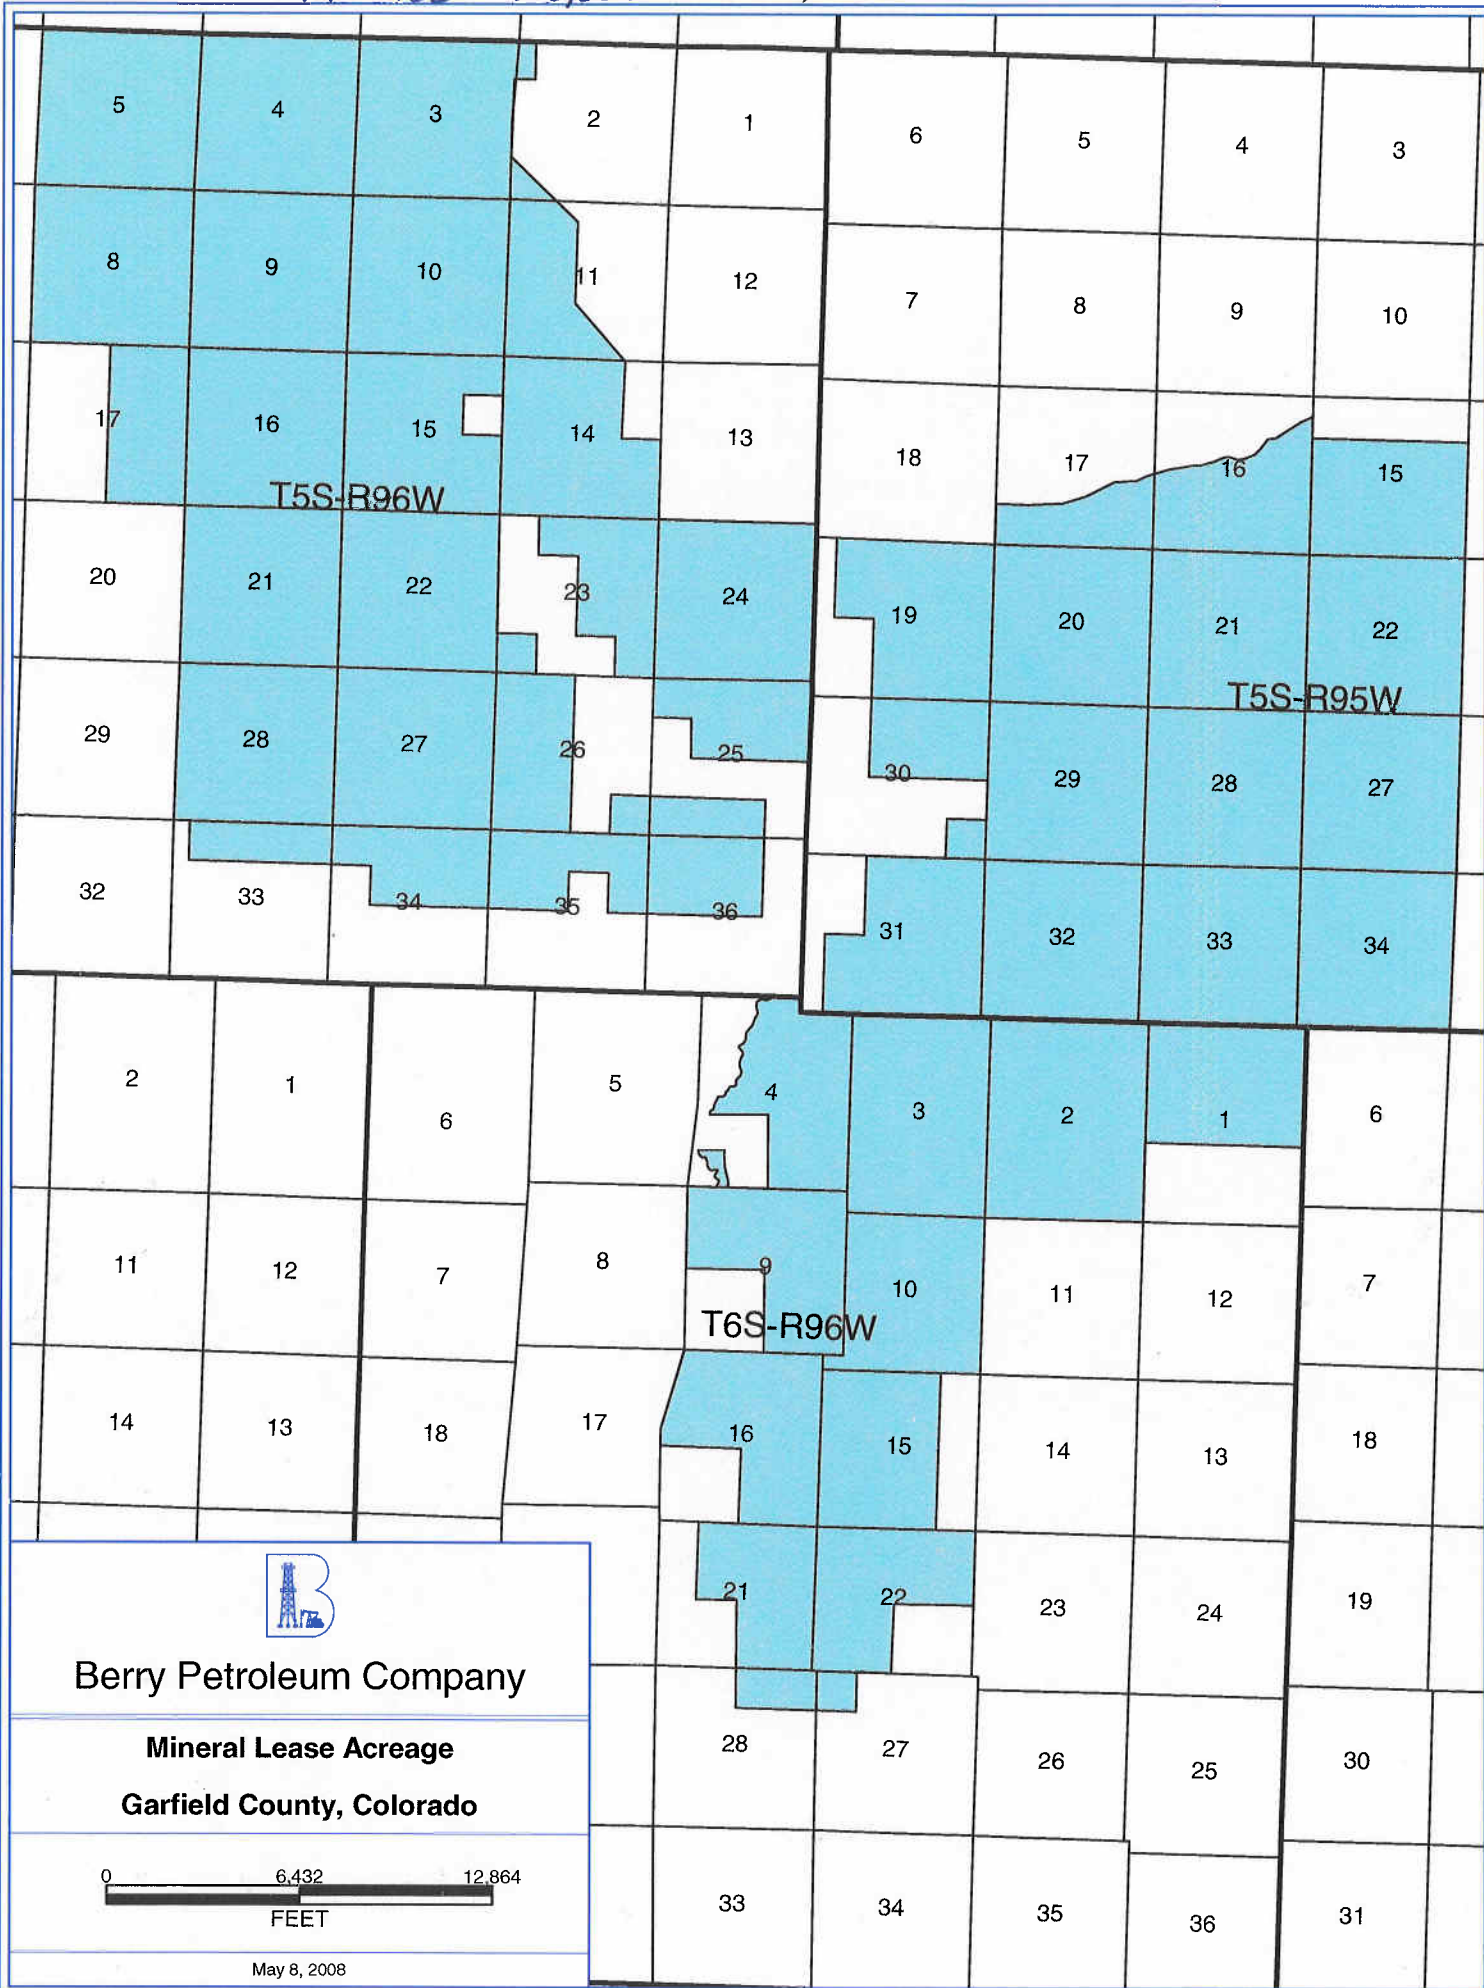 5 4 3 2 1 6 5 4 3
8 9 10 11 12 7 8 9 10
17 16 15 14 13 18 17 16 15
T5S-R96W
20 21 22 23 24 19 20 21 22
T5S-R95W
29 28 27 26 25 30 29 28 27
32 33 34 35 36 31 32 33 34
2 1 6 5 4 3 2 1 6
11 12 7 8 9 10 11 12 7
T6S-R96W
14 13 18 17 16 15 14 13 18
21 22 23 24 19
28 27 26 25 30
33 34 35 36 31
B
Berry Petroleum Company
Mineral Lease Acreage
Garfield County, Colorado
0 6,432 12,864
FEET
May 8, 2008